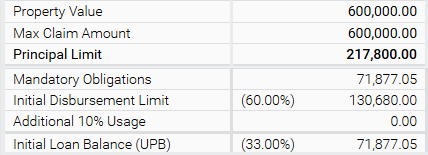 Property Value 600,000.00
Max Claim Amount 600,000.00
Principal Limit 217,800.00
Mandatory Obligations 71,877.05
Initial Disbursement Limit (60.00%) 130,680.00
Additional 10% Usage 0.00
Initial Loan Balance (UPB) (33.00%) 71,877.05